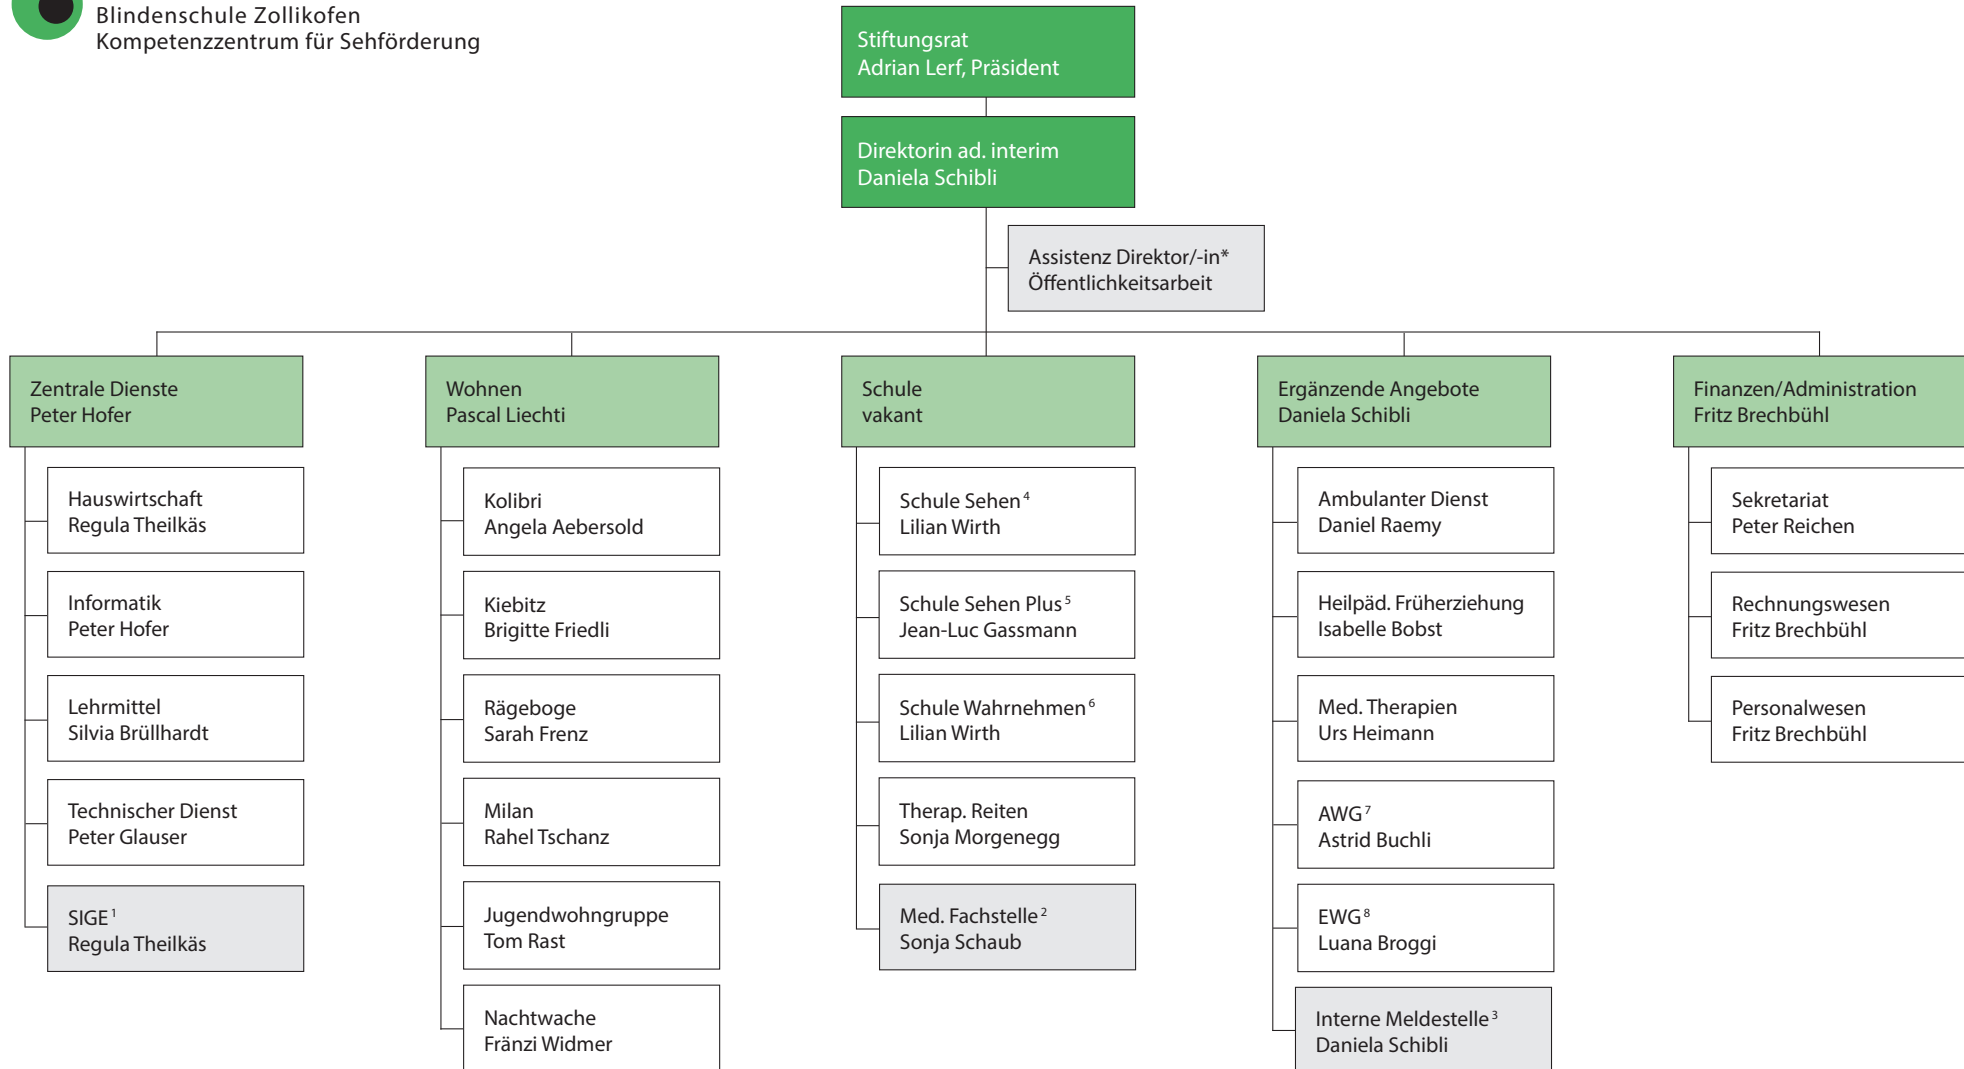 Blindenschule Zollikofen
Kompetenzzentrum für Sehförderung
Stiftungsrat
Adrian Lerf, Präsident
Direktorin ad. interim
Daniela Schibli
Assistenz Direktor/-in*
Öffentlichkeitsarbeit
Zentrale Dienste
Peter Hofer
Hauswirtschaft
Regula Theilkäs
Informatik
Peter Hofer
Lehrmittel
Silvia Brüllhardt
Technischer Dienst
Peter Glauser
SIGE ¹
Regula Theilkäs
Wohnen
Pascal Liechti
Kolibri
Angela Aebersold
Kiebitz
Brigitte Friedli
Rägeboge
Sarah Frenz
Milan
Rahel Tschanz
Jugendwohngruppe
Tom Rast
Nachtwache
Fränzi Widmer
Schule
vakant
Schule Sehen ⁴
Lilian Wirth
Schule Sehen Plus ⁵
Jean-Luc Gassmann
Schule Wahrnehmen ⁶
Lilian Wirth
Therap. Reiten
Sonja Morgenegg
Med. Fachstelle ²
Sonja Schaub
Ergänzende Angebote
Daniela Schibli
Ambulanter Dienst
Daniel Raemy
Heilpäd. Früherziehung
Isabelle Bobst
Med. Therapien
Urs Heimann
AWG ⁷
Astrid Buchli
EWG ⁸
Luana Broggi
Interne Meldestelle ³
Daniela Schibli
Finanzen/Administration
Fritz Brechbühl
Sekretariat
Peter Reichen
Rechnungswesen
Fritz Brechbühl
Personalwesen
Fritz Brechbühl